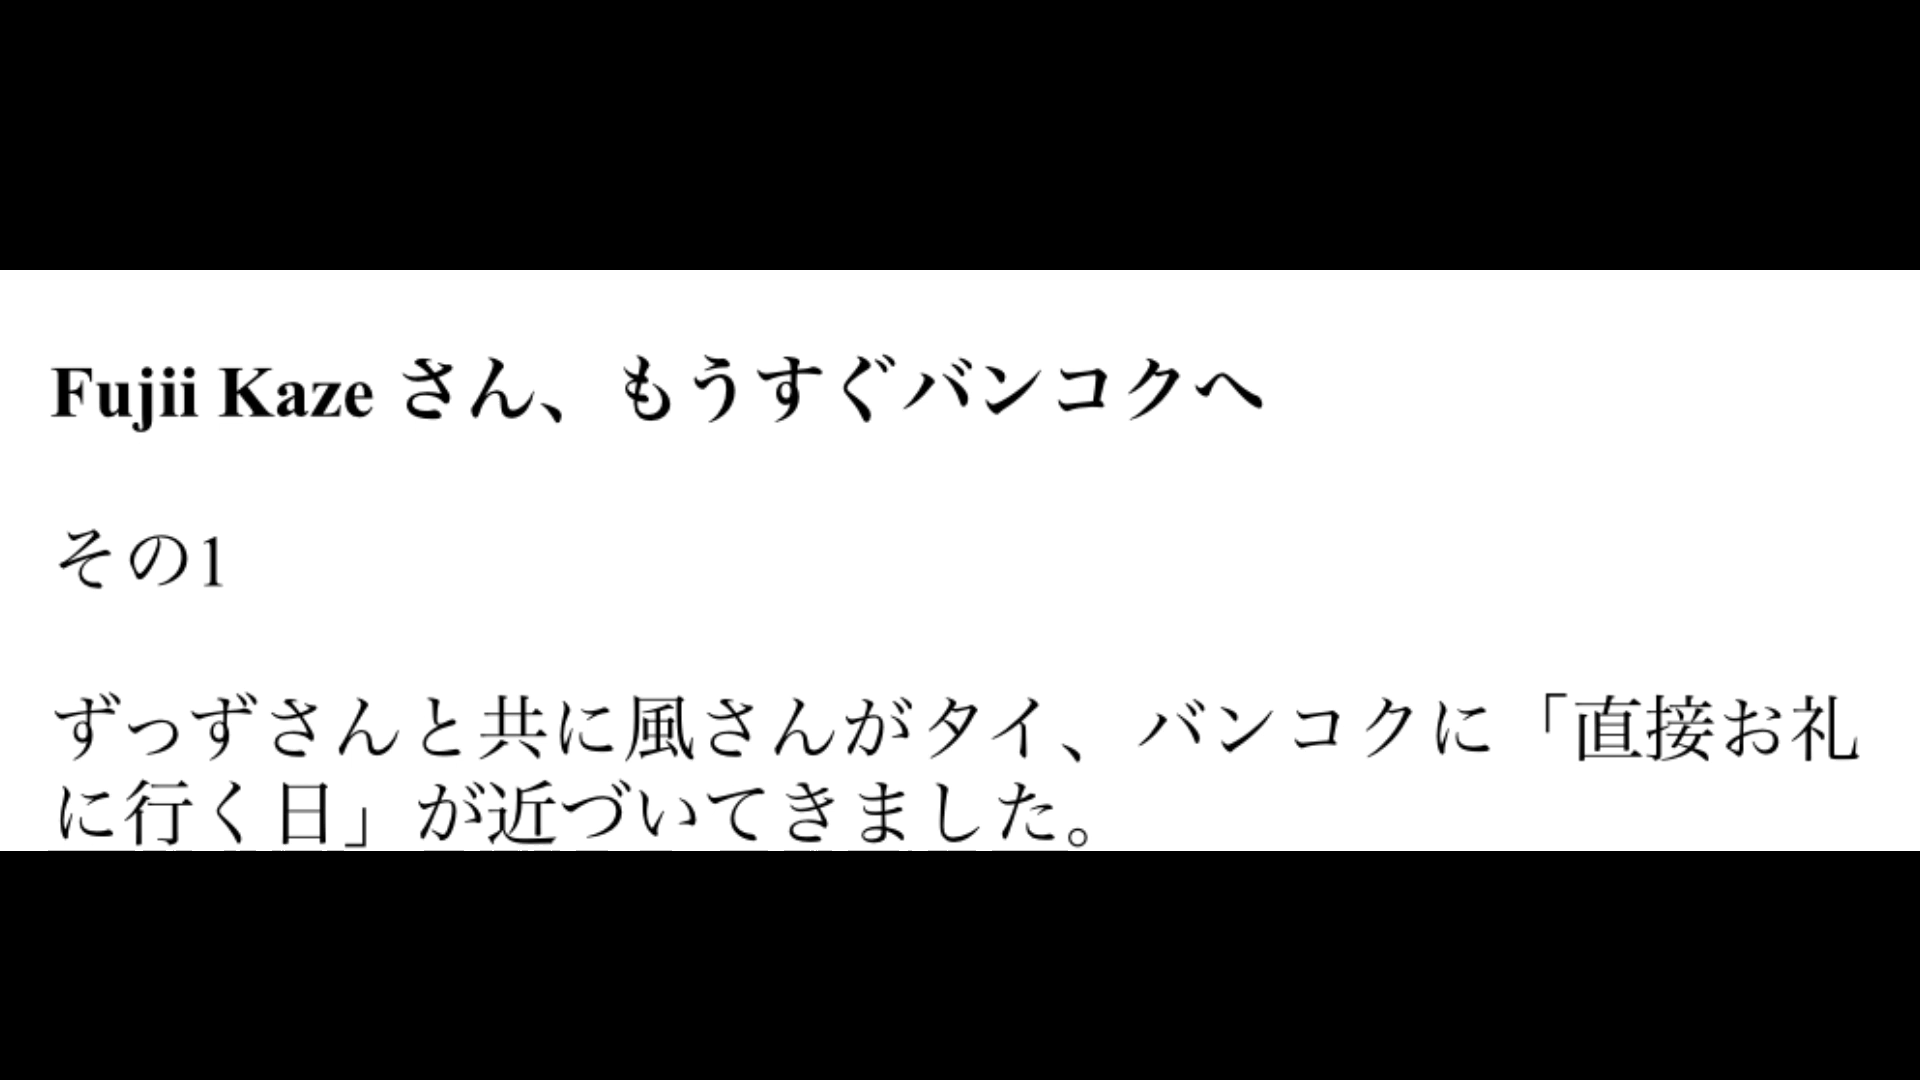 Fujii Kaze さん、もうすぐバンコクへ
その1
ずっずさんと共に風さんがタイ、バンコクに「直接お礼
に行く日」が近づいてきました。